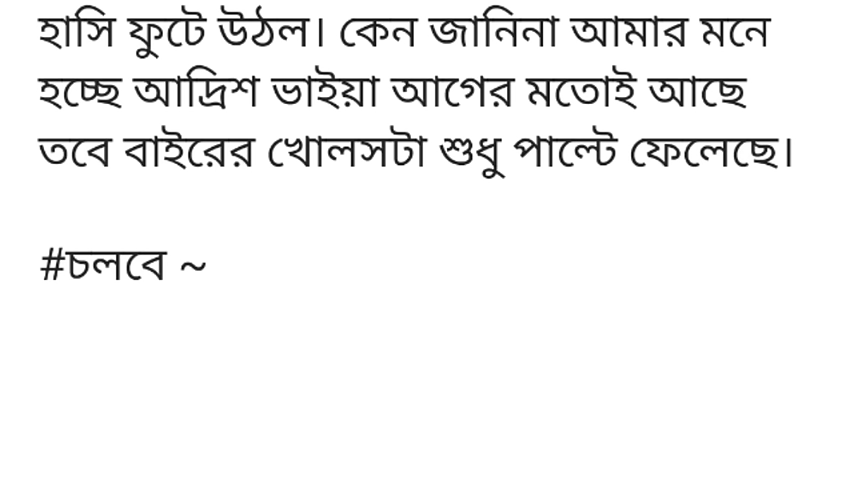 হাসি ফুটে উঠল। কেন জানিনা আমার মনে
হচ্ছে আদ্রিশ ভাইয়া আগের মতোই আছে
তবে বাইরের খোলসটা শুধু পাল্টে ফেলেছে।
#চলবে ~